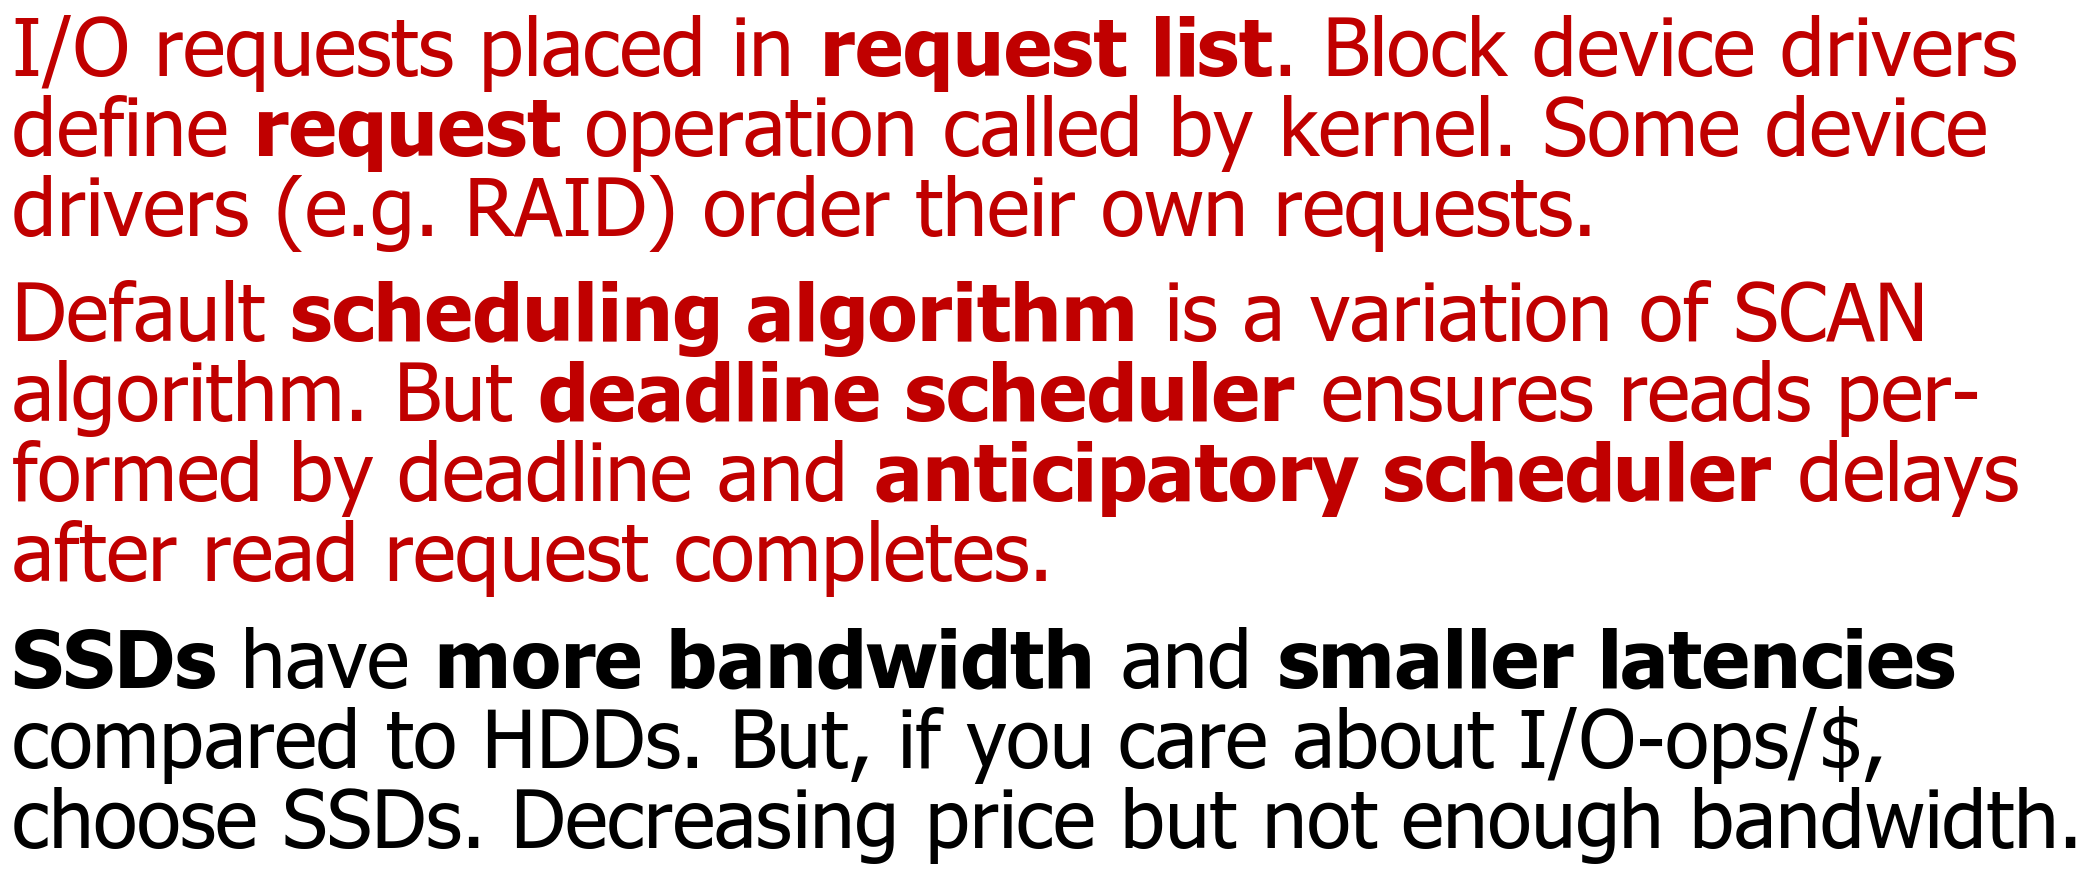 I/O requests placed in request list. Block device drivers
define request operation called by kernel. Some device
drivers (e.g. RAID) order their own requests.
Default scheduling algorithm is a variation of SCAN
algorithm. But deadline scheduler ensures reads per-
formed by deadline and anticipatory scheduler delays
after read request completes.
SSDs have more bandwidth and smaller latencies
compared to HDDs. But, if you care about I/O-ops/$,
choose SSDs. Decreasing price but not enough bandwidth.